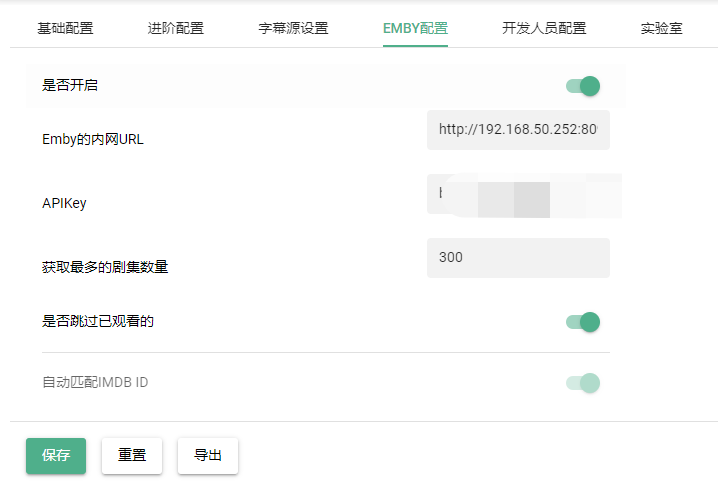 基础配置 进阶配置 字幕源设置 EMBY配置 开发人员配置 实验室
是否开启
Emby的内网URL http://192.168.50.252:809
APIKey
获取最多的剧集数量 300
是否跳过已观看的
自动匹配IMDB ID
保存 重置 导出